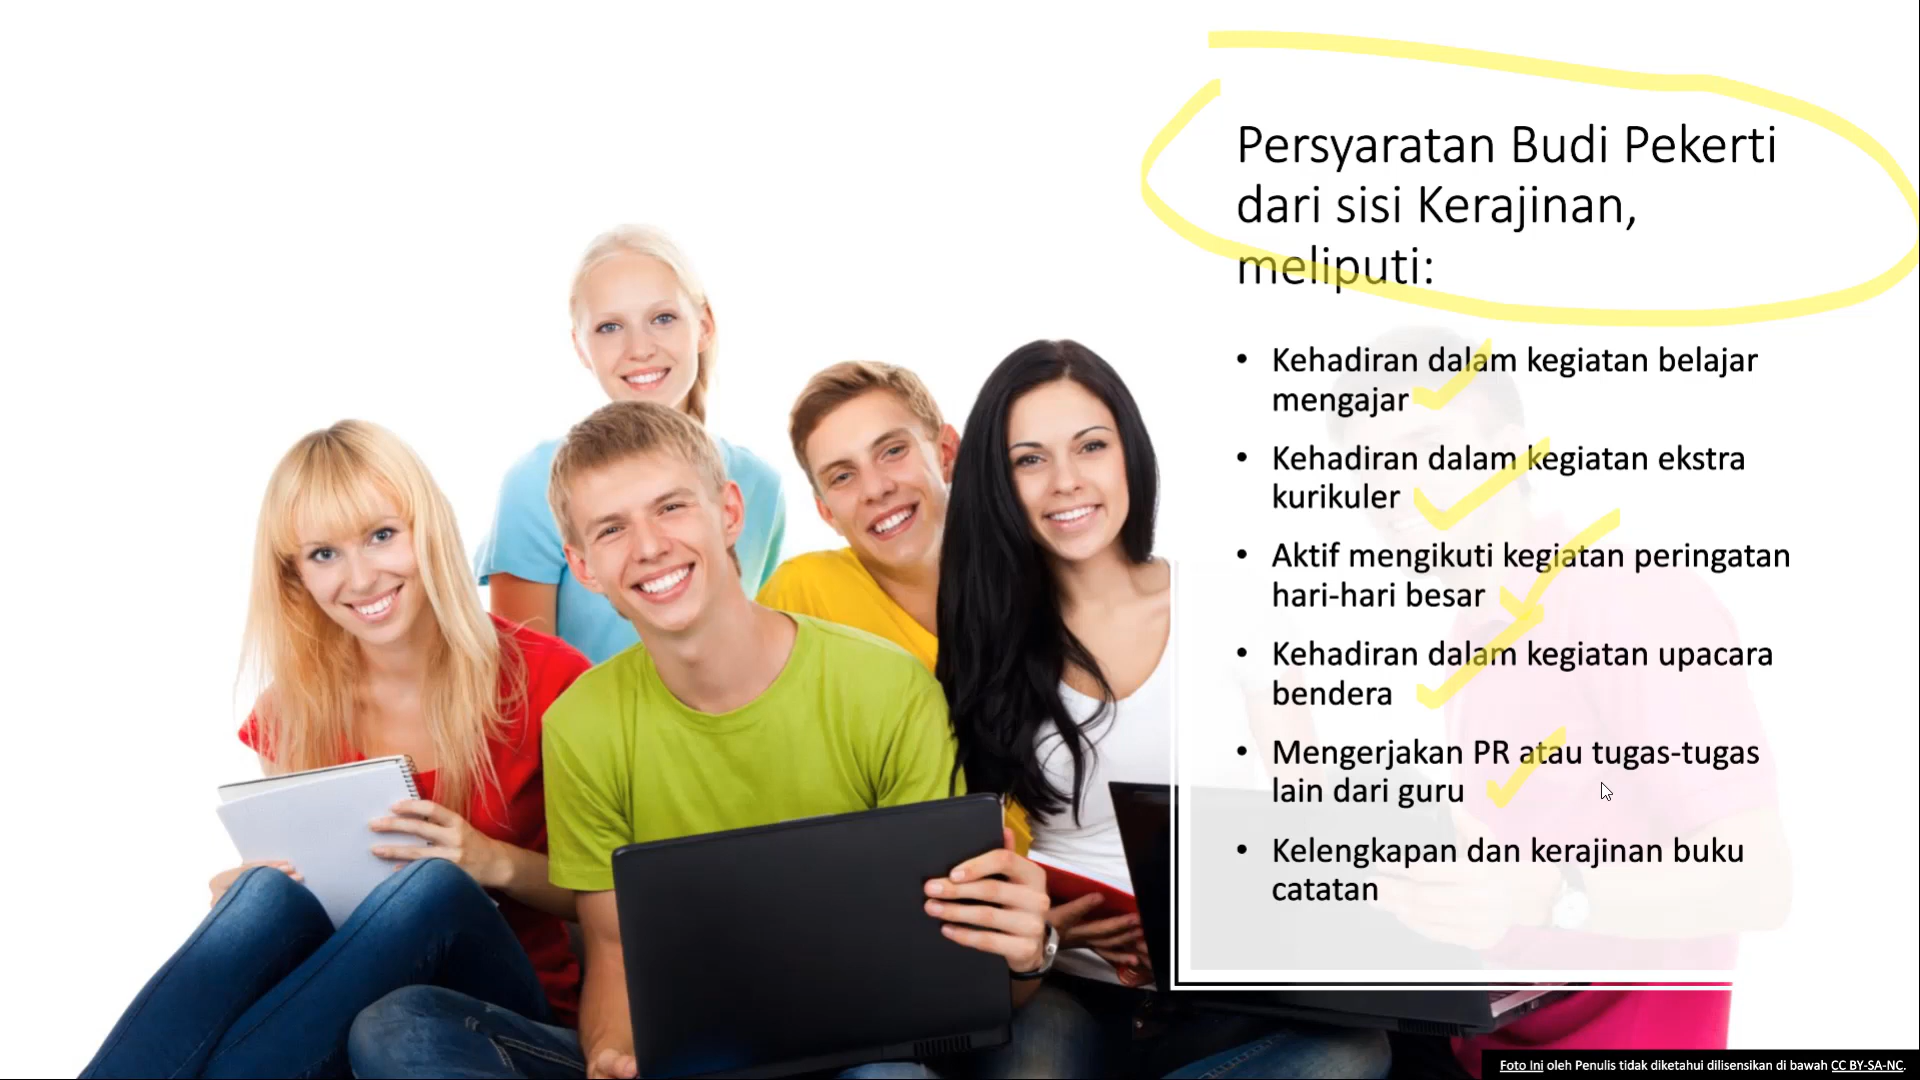 Persyaratan Budi Pekerti
dari sisi Kerajinan,
meliputi:
• Kehadiran dalam kegiatan belajar
mengajar
• Kehadiran dalam kegiatan ekstra
kurikuler
• Aktif mengikuti kegiatan peringatan
hari-hari besar
• Kehadiran dalam kegiatan upacara
bendera
• Mengerjakan PR atau tugas-tugas
lain dari guru
• Kelengkapan dan kerajinan buku
catatan
Foto Ini oleh Penulis tidak diketahui dilisensikan di bawah CC BY-SA-NC.